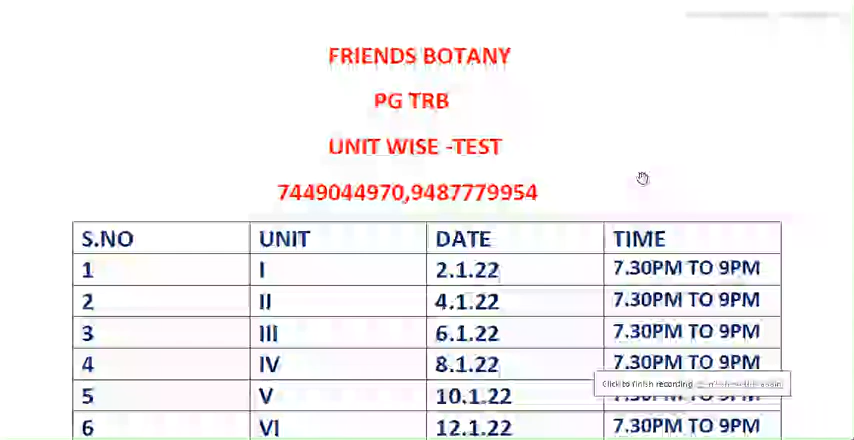 FRIENDS BOTANY
PG TRB
UNIT WISE -TEST
7449044970,9487779954
S.NO UNIT DATE TIME
1 I 2.1.22 7.30PM TO 9PM
2 II 4.1.22 7.30PM TO 9PM
3 III 6.1.22 7.30PM TO 9PM
4 IV 8.1.22 7.30PM TO 9PM
Click to finish recording
5 V 10.1.22
6 VI 12.1.22 7.30PM TO 9PM